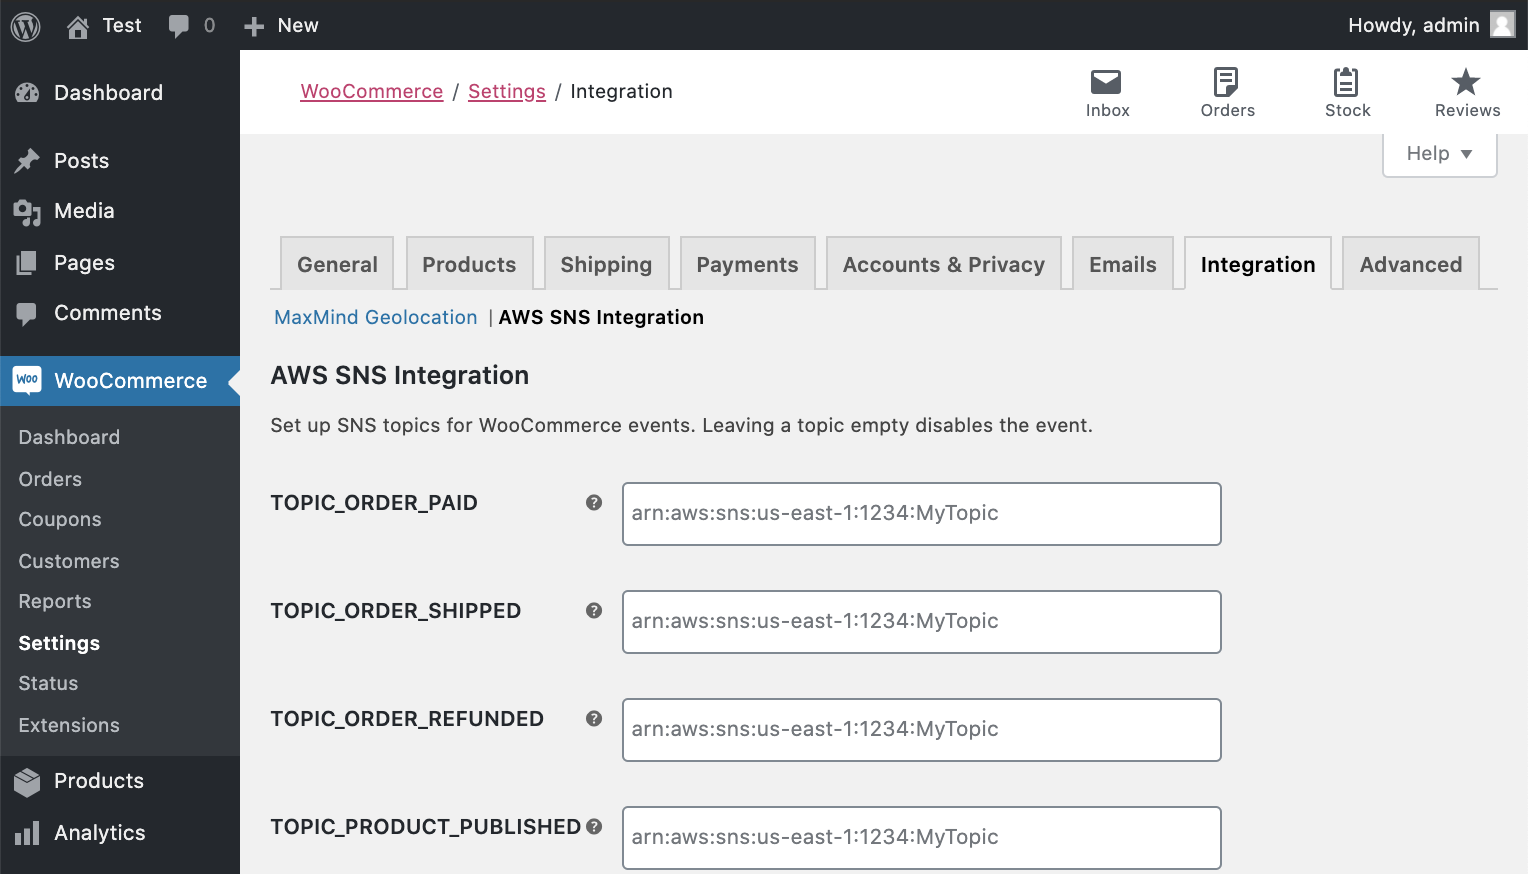 Test 0 New Howdy, admin
Dashboard
Posts
Media
Pages
Comments
Woo WooCommerce
Dashboard
Orders
Coupons
Customers
Reports
Settings
Status
Extensions
Products
Analytics
WooCommerce / Settings / Integration
Inbox Orders Stock Reviews
Help ▼
General Products Shipping Payments Accounts & Privacy Emails Integration Advanced
MaxMind Geolocation | AWS SNS Integration
AWS SNS Integration
Set up SNS topics for WooCommerce events. Leaving a topic empty disables the event.
TOPIC_ORDER_PAID ? arn:aws:sns:us-east-1:1234:MyTopic
TOPIC_ORDER_SHIPPED ? arn:aws:sns:us-east-1:1234:MyTopic
TOPIC_ORDER_REFUNDED ? arn:aws:sns:us-east-1:1234:MyTopic
TOPIC_PRODUCT_PUBLISHED ? arn:aws:sns:us-east-1:1234:MyTopic